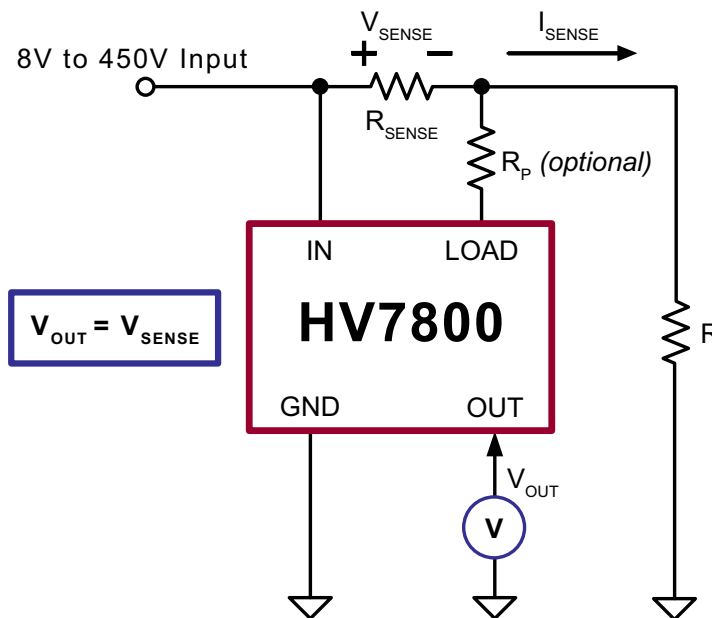 V_SENSE
I_SENSE
8V to 450V Input
+ −
R_SENSE
R_P (optional)
IN LOAD
HV7800
V_OUT = V_SENSE
R
GND OUT
V_OUT
V